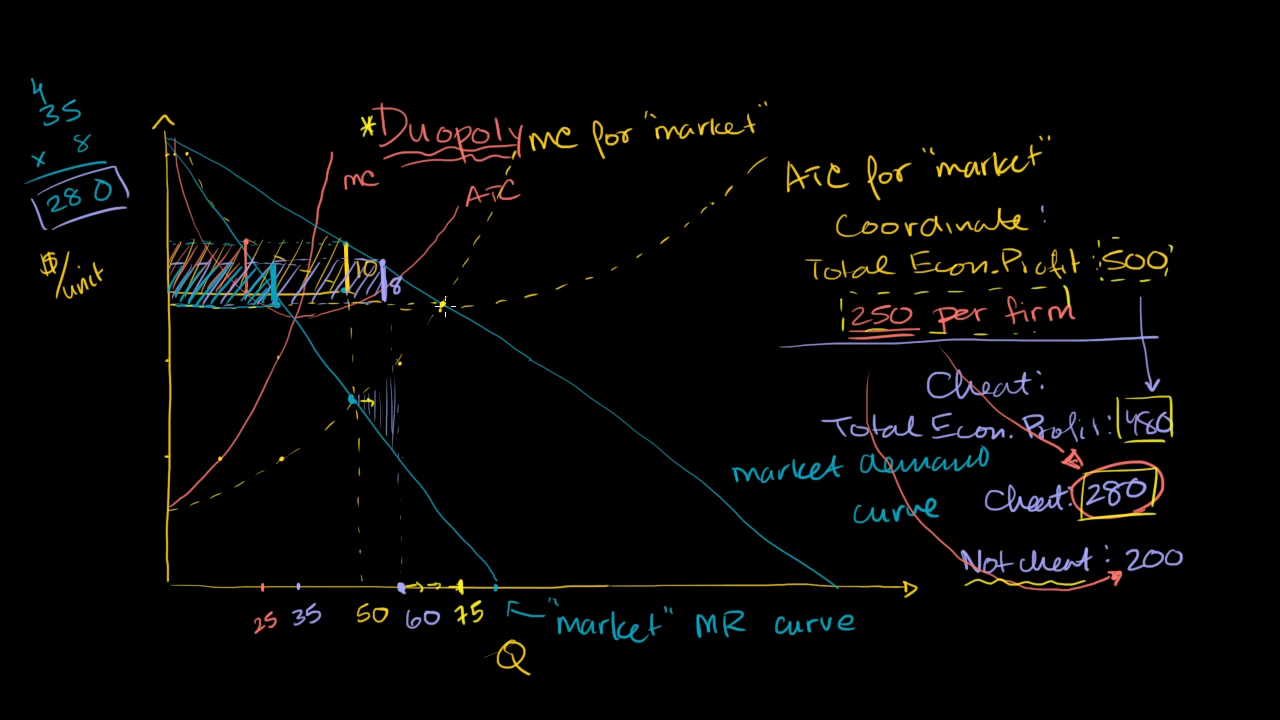 4
35
x 8
280
$/unit
*Duopoly
MC for "market"
MC
ATC
ATC for "market"
10
8
Coordinate:
Total Econ. Profit: 500
250 per firm
Cheat:
Total Econ. Profit: 480
Cheat: 280
Not cheat: 200
market demand
curve
25 35 50 60 75
"market" MR curve
Q